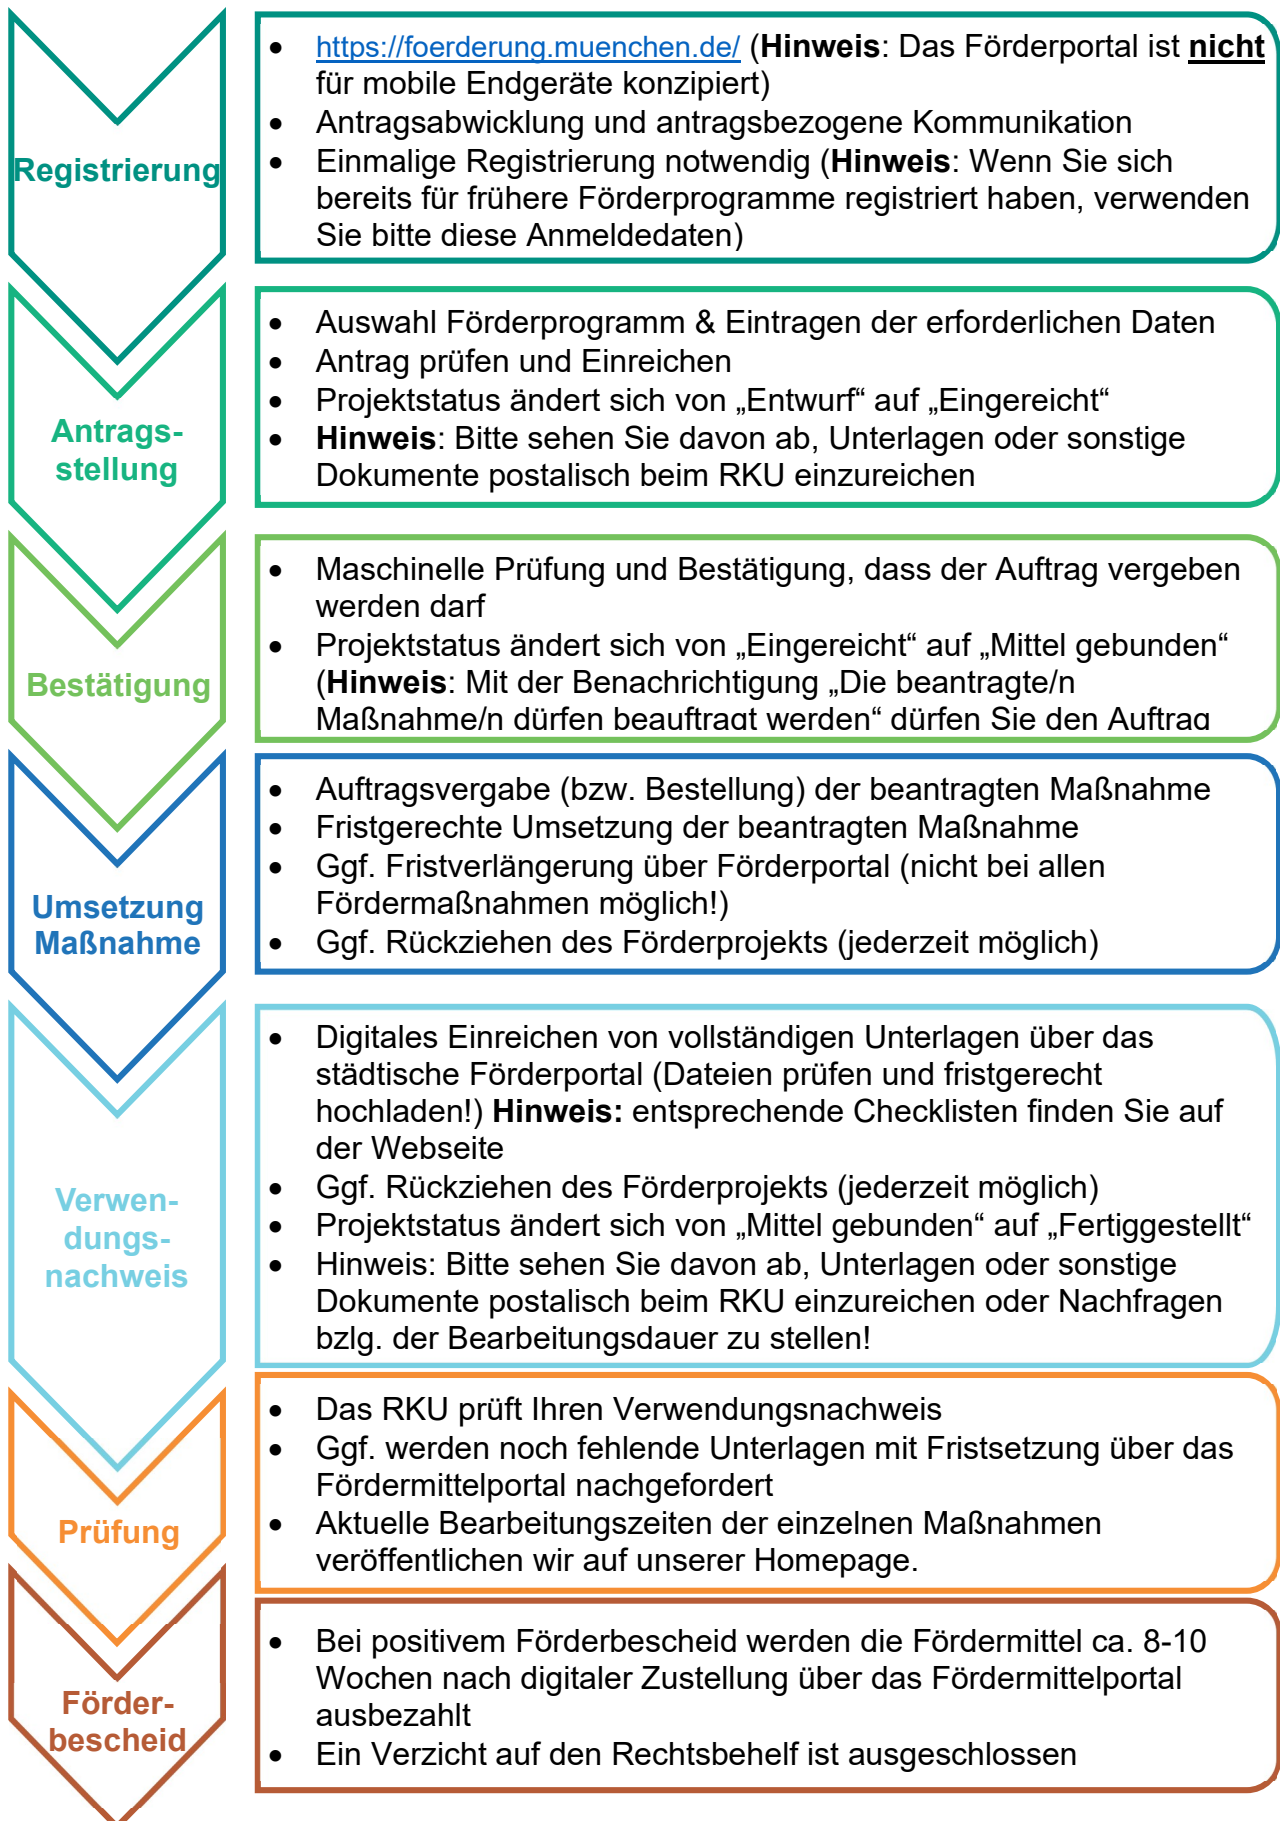 Registrierung
• https://foerderung.muenchen.de/ (Hinweis: Das Förderportal ist nicht
für mobile Endgeräte konzipiert)
• Antragsabwicklung und antragsbezogene Kommunikation
• Einmalige Registrierung notwendig (Hinweis: Wenn Sie sich
bereits für frühere Förderprogramme registriert haben, verwenden
Sie bitte diese Anmeldedaten)
Antrags-
stellung
• Auswahl Förderprogramm & Eintragen der erforderlichen Daten
• Antrag prüfen und Einreichen
• Projektstatus ändert sich von „Entwurf“ auf „Eingereicht“
• Hinweis: Bitte sehen Sie davon ab, Unterlagen oder sonstige
Dokumente postalisch beim RKU einzureichen
Bestätigung
• Maschinelle Prüfung und Bestätigung, dass der Auftrag vergeben
werden darf
• Projektstatus ändert sich von „Eingereicht“ auf „Mittel gebunden“
(Hinweis: Mit der Benachrichtigung „Die beantragte/n
Maßnahme/n dürfen beauftragt werden“ dürfen Sie den Auftrag
Umsetzung
Maßnahme
• Auftragsvergabe (bzw. Bestellung) der beantragten Maßnahme
• Fristgerechte Umsetzung der beantragten Maßnahme
• Ggf. Fristverlängerung über Förderportal (nicht bei allen
Fördermaßnahmen möglich!)
• Ggf. Rückziehen des Förderprojekts (jederzeit möglich)
Verwen-
dungs-
nachweis
• Digitales Einreichen von vollständigen Unterlagen über das
städtische Förderportal (Dateien prüfen und fristgerecht
hochladen!) Hinweis: entsprechende Checklisten finden Sie auf
der Webseite
• Ggf. Rückziehen des Förderprojekts (jederzeit möglich)
• Projektstatus ändert sich von „Mittel gebunden“ auf „Fertiggestellt“
• Hinweis: Bitte sehen Sie davon ab, Unterlagen oder sonstige
Dokumente postalisch beim RKU einzureichen oder Nachfragen
bzlg. der Bearbeitungsdauer zu stellen!
Prüfung
• Das RKU prüft Ihren Verwendungsnachweis
• Ggf. werden noch fehlende Unterlagen mit Fristsetzung über das
Fördermittelportal nachgefordert
• Aktuelle Bearbeitungszeiten der einzelnen Maßnahmen
veröffentlichen wir auf unserer Homepage.
Förder-
bescheid
• Bei positivem Förderbescheid werden die Fördermittel ca. 8-10
Wochen nach digitaler Zustellung über das Fördermittelportal
ausbezahlt
• Ein Verzicht auf den Rechtsbehelf ist ausgeschlossen